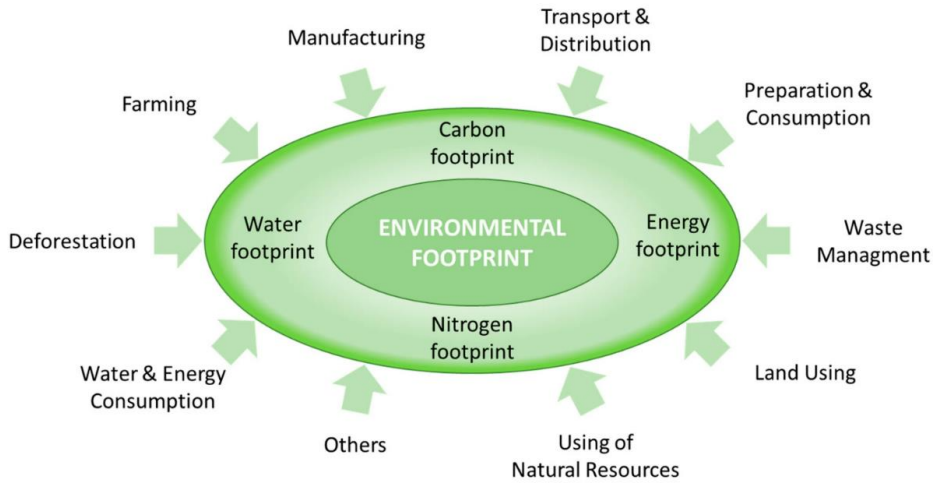 Transport &
Distribution
Manufacturing
Preparation &
Consumption
Farming
Carbon
footprint
Water
footprint
ENVIRONMENTAL
FOOTPRINT
Energy
footprint
Deforestation
Waste
Managment
Nitrogen
footprint
Water & Energy
Consumption
Land Using
Others
Using of
Natural Resources